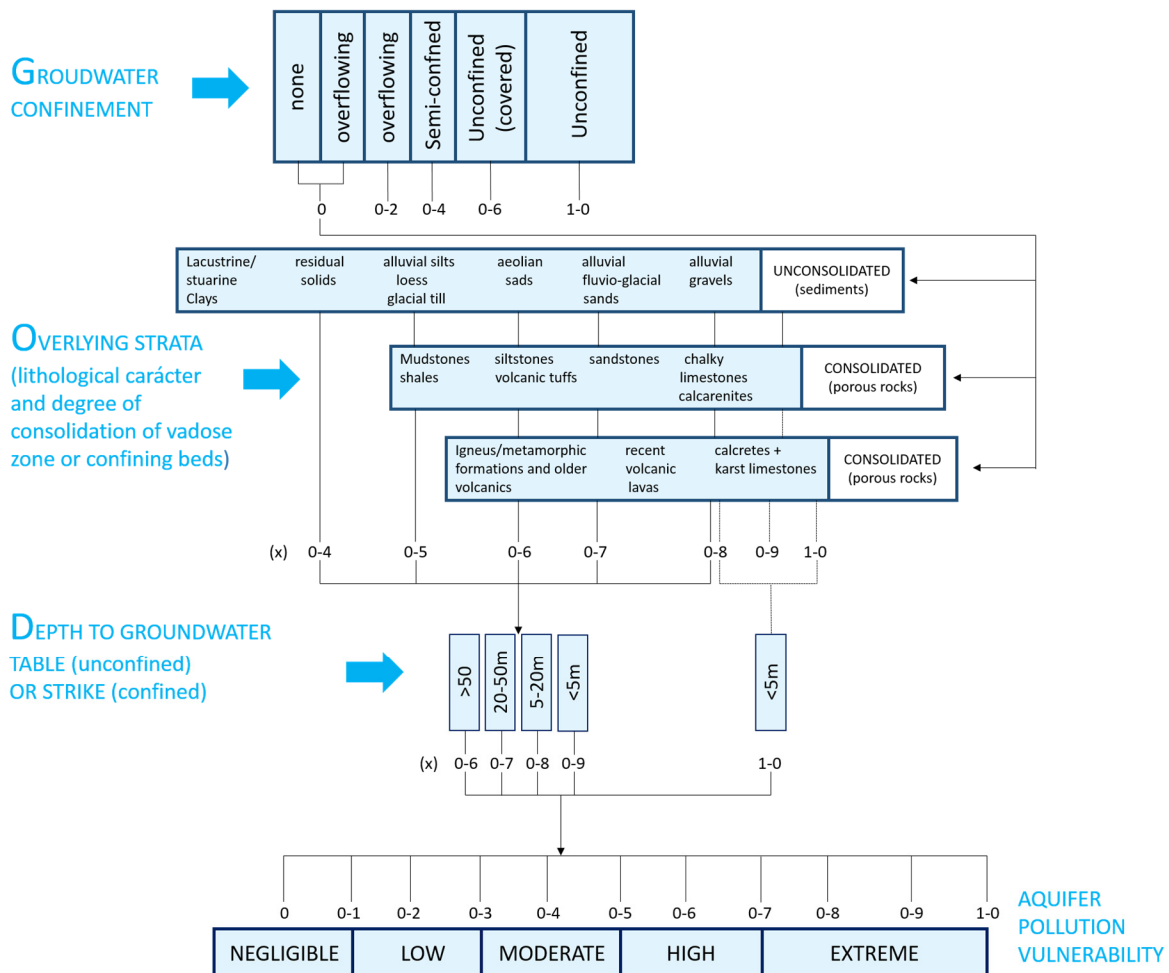 GROUDWATER
CONFINEMENT
none
overflowing
overflowing
Semi-confned
Unconfined
(covered)
Unconfined
0
0-2
0-4
0-6
1-0
Lacustrine/
stuarine
Clays
residual
solids
alluvial silts
loess
glacial till
aeolian
sads
alluvial
fluvio-glacial
sands
alluvial
gravels
UNCONSOLIDATED
(sediments)
OVERLYING STRATA
(lithological carácter
and degree of
consolidation of vadose
zone or confining beds)
Mudstones
shales
siltstones
volcanic tuffs
sandstones
chalky
limestones
calcarenites
CONSOLIDATED
(porous rocks)
Igneus/metamorphic
formations and older
volcanics
recent
volcanic
lavas
calcretes +
karst limestones
CONSOLIDATED
(porous rocks)
(x)
0-4
0-5
0-6
0-7
0-8
0-9
1-0
DEPTH TO GROUNDWATER
TABLE (unconfined)
OR STRIKE (confined)
>50
20-50m
5-20m
<5m
<5m
(x)
0-6
0-7
0-8
0-9
1-0
0
0-1
0-2
0-3
0-4
0-5
0-6
0-7
0-8
0-9
1-0
NEGLIGIBLE
LOW
MODERATE
HIGH
EXTREME
AQUIFER
POLLUTION
VULNERABILITY